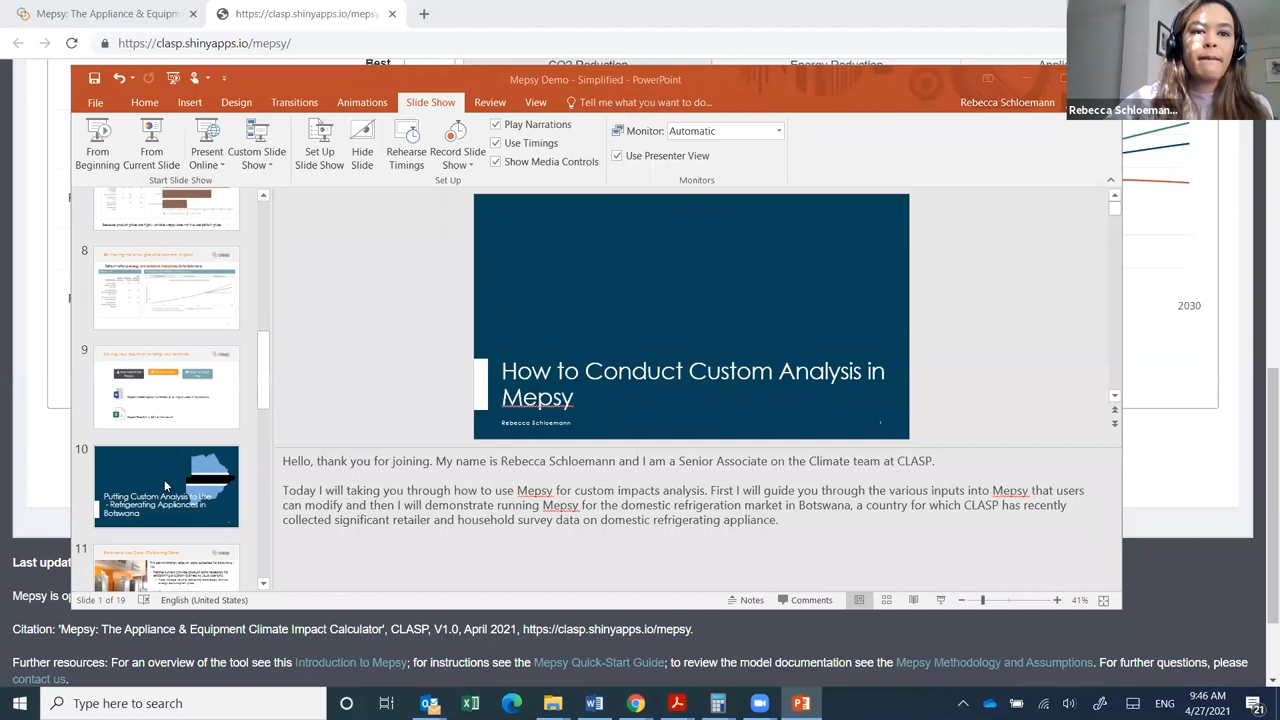 Mepsy: The Appliance & Equipm
https://clasp.shinyapps.io/mepsy
https://clasp.shinyapps.io/mepsy/
Best
CO2 Reduction
Energy Reduction
Rebecca Schloeman...
Mepsy Demo - Simplified - PowerPoint
File
Home
Insert
Design
Transitions
Animations
Slide Show
Review
View
Tell me what you want to do...
Rebecca Schloemann
From Beginning
From Current Slide
Present Online
Custom Slide Show
Set Up Slide Show
Hide Slide
Rehearse Timings
Record Slide Show
Play Narrations
Use Timings
Show Media Controls
Monitor:
Automatic
Use Presenter View
Start Slide Show
Set Up
Monitors
8
9
10
Putting Custom Analysis to Use
- Refrigerating Appliances in
Botswana
11
How to Conduct Custom Analysis in
Mepsy
Rebecca Schloemann
2030
Hello, thank you for joining. My name is Rebecca Schloemann and I am a Senior Associate on the Climate team at CLASP.
Today I will taking you through how to use Mepsy for custom impacts analysis. First I will guide you through the various inputs into Mepsy that users
can modify and then I will demonstrate running Mepsy for the domestic refrigeration market in Botswana, a country for which CLASP has recently
collected significant retailer and household survey data on domestic refrigerating appliance.
Slide 1 of 19
English (United States)
Notes
Comments
41%
Last updat
Mepsy is op
Citation: 'Mepsy: The Appliance & Equipment Climate Impact Calculator', CLASP, V1.0, April 2021, https://clasp.shinyapps.io/mepsy.
Further resources: For an overview of the tool see this Introduction to Mepsy; for instructions see the Mepsy Quick-Start Guide; to review the model documentation see the Mepsy Methodology and Assumptions. For further questions, please
contact us.
Type here to search
ENG
9:46 AM
4/27/2021
21